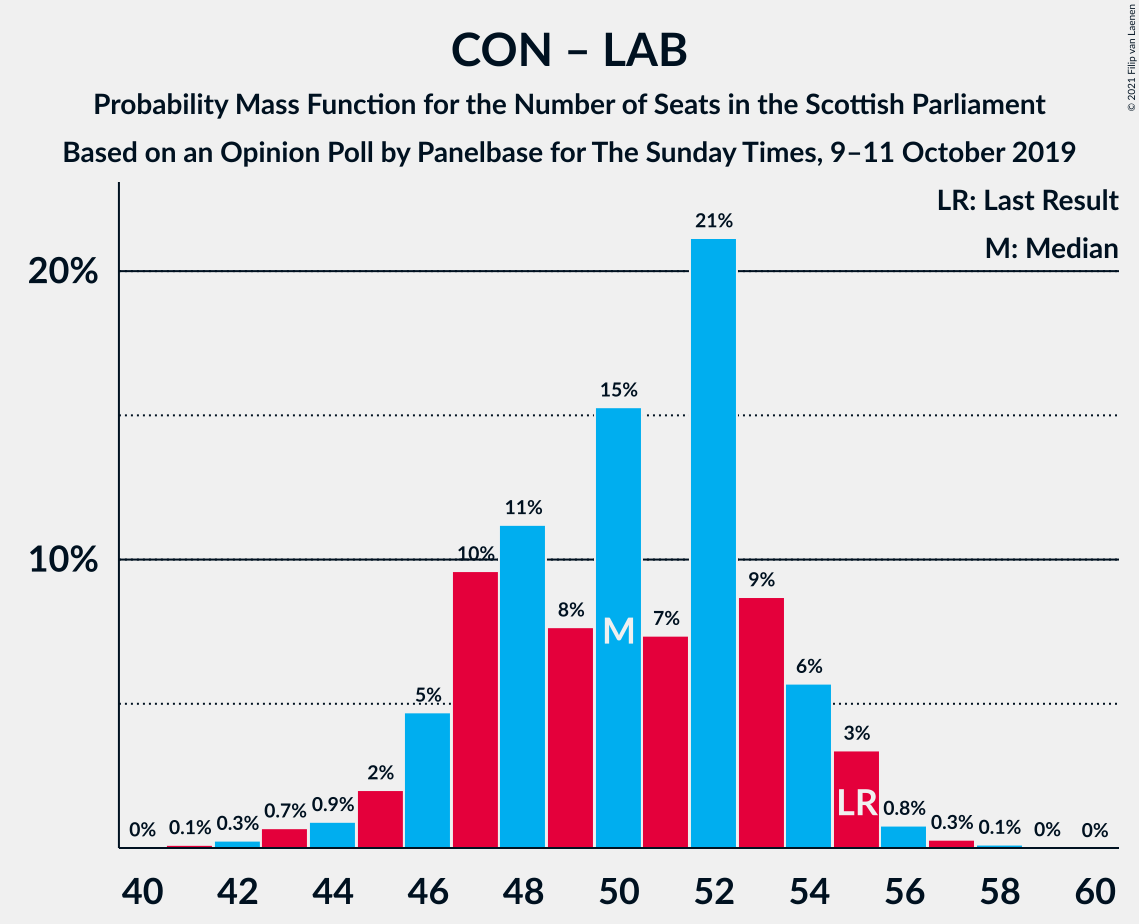 CON – LAB
Probability Mass Function for the Number of Seats in the Scottish Parliament
Based on an Opinion Poll by Panelbase for The Sunday Times, 9–11 October 2019
© 2021 Filip van Laenen
LR: Last Result
M: Median
20%
10%
0%
0.1%
0.3%
0.7%
0.9%
2%
5%
10%
11%
8%
15%
7%
21%
9%
6%
3%
0.8%
0.3%
0.1%
0%
0%
M
LR
40 42 44 46 48 50 52 54 56 58 60